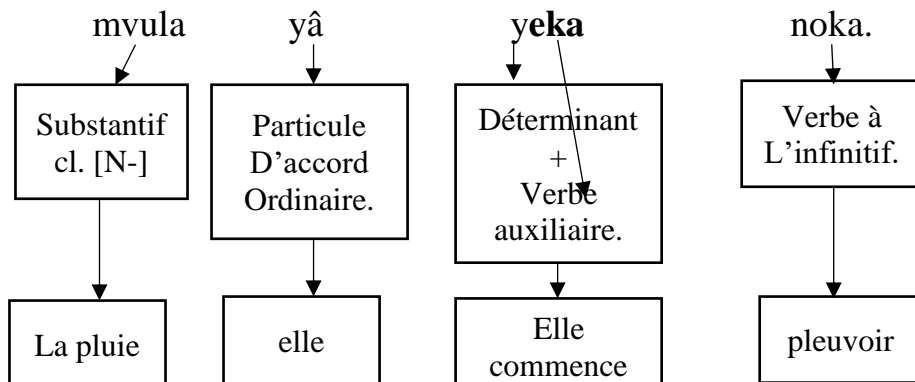 mvula yâ yeka noka.
Substantif
cl. [N-]
Particule
D'accord
Ordinaire.
Déterminant
+
Verbe
auxiliaire.
Verbe à
L'infinitif.
La pluie
elle
Elle
commence
pleuvoir